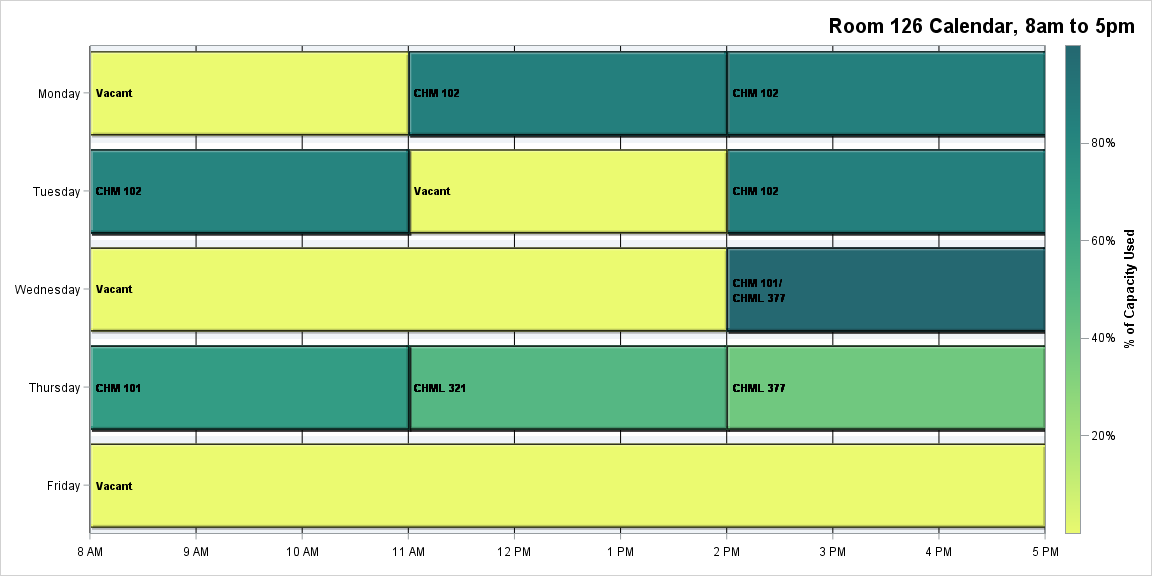 Room 126 Calendar, 8am to 5pm
Monday
Vacant
CHM 102
CHM 102
Tuesday
CHM 102
Vacant
CHM 102
Wednesday
Vacant
CHM 101/
CHML 377
Thursday
CHM 101
CHML 321
CHML 377
Friday
Vacant
8 AM
9 AM
10 AM
11 AM
12 PM
1 PM
2 PM
3 PM
4 PM
5 PM
80%
60%
40%
20%
% of Capacity Used